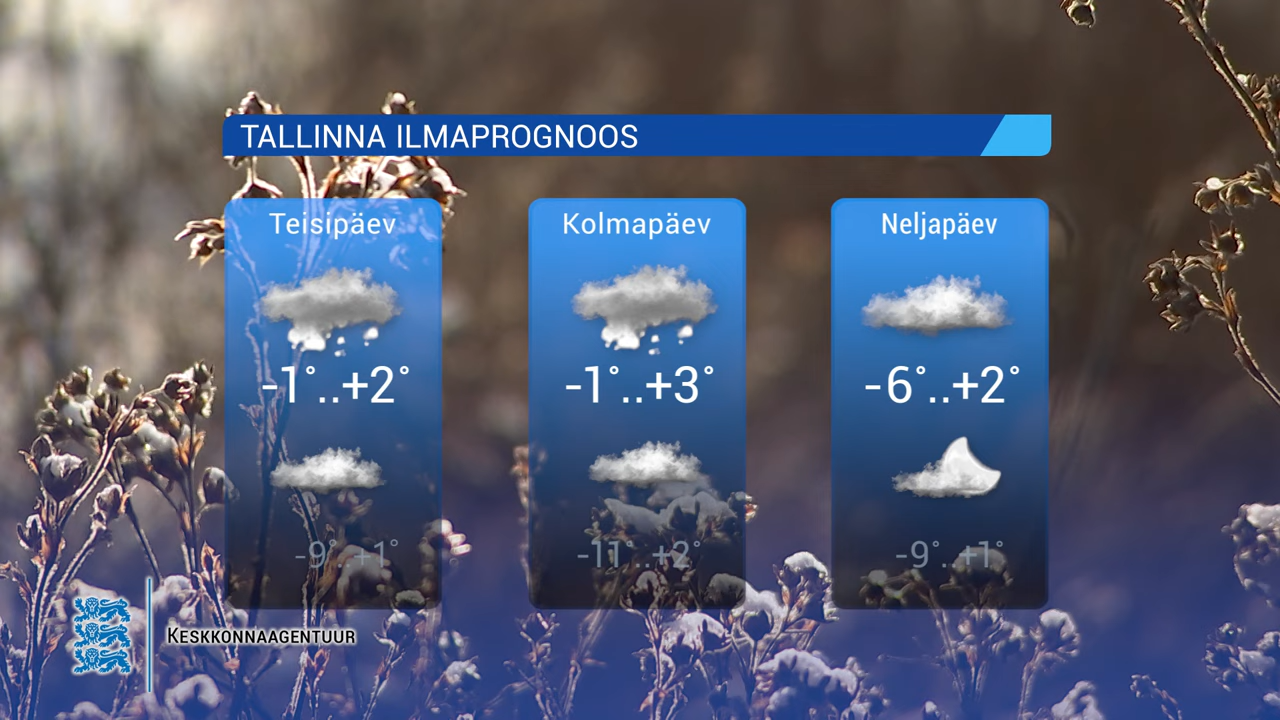 TALLINNA ILMAPROGNOOS
Teisipäev
-1°..+2°
-9°..+1°
Kolmapäev
-1°..+3°
-11°..+2°
Neljapäev
-6°..+2°
-9°..+1°
KESKKONNAAGENTUUR